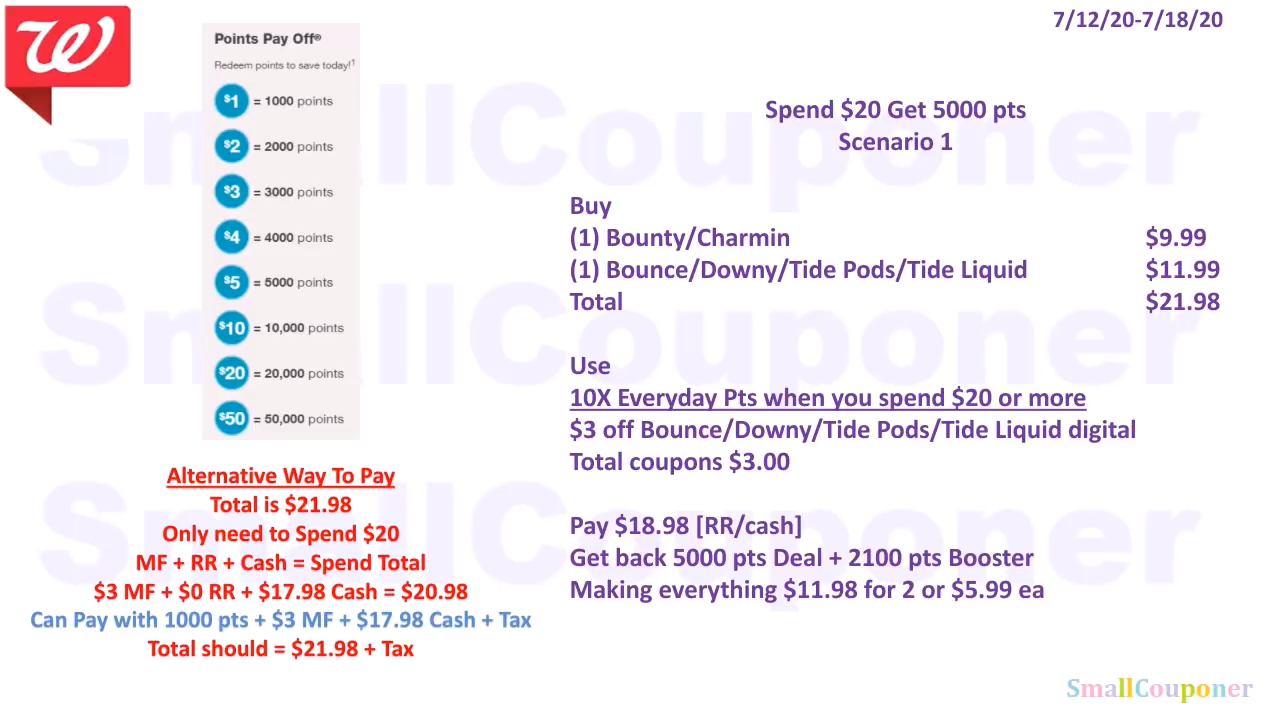 7/12/20-7/18/20
Points Pay Off®
Redeem points to save today!¹
$1 = 1000 points
$2 = 2000 points
$3 = 3000 points
$4 = 4000 points
$5 = 5000 points
$10 = 10,000 points
$20 = 20,000 points
$50 = 50,000 points
Alternative Way To Pay
Total is $21.98
Only need to Spend $20
MF + RR + Cash = Spend Total
$3 MF + $0 RR + $17.98 Cash = $20.98
Can Pay with 1000 pts + $3 MF + $17.98 Cash + Tax
Total should = $21.98 + Tax
Spend $20 Get 5000 pts
Scenario 1
Buy
(1) Bounty/Charmin $9.99
(1) Bounce/Downy/Tide Pods/Tide Liquid $11.99
Total $21.98
Use
10X Everyday Pts when you spend $20 or more
$3 off Bounce/Downy/Tide Pods/Tide Liquid digital
Total coupons $3.00
Pay $18.98 [RR/cash]
Get back 5000 pts Deal + 2100 pts Booster
Making everything $11.98 for 2 or $5.99 ea
SmallCouponer
SmallCouponer
SmallCouponer
SmallCouponer